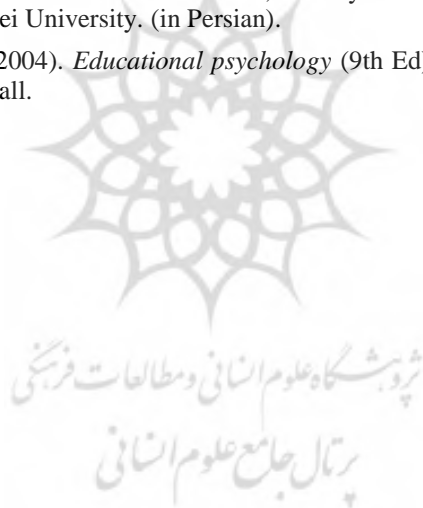 ei University. (in Persian).
2004). Educational psychology (9th Ed)
all.
پژوهشگاه علوم انسانی و مطالعات فرهنگی
پرتال جامع علوم انسانی